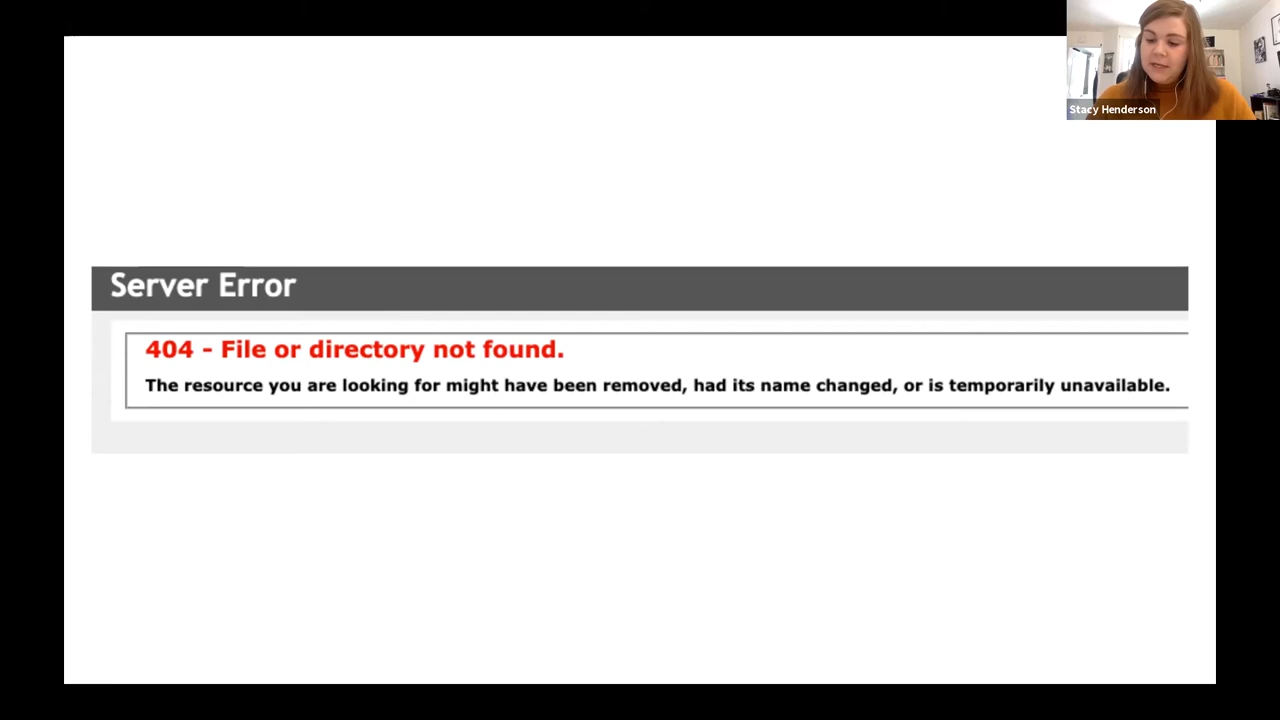 Stacy Henderson
Server Error
404 - File or directory not found.
The resource you are looking for might have been removed, had its name changed, or is temporarily unavailable.